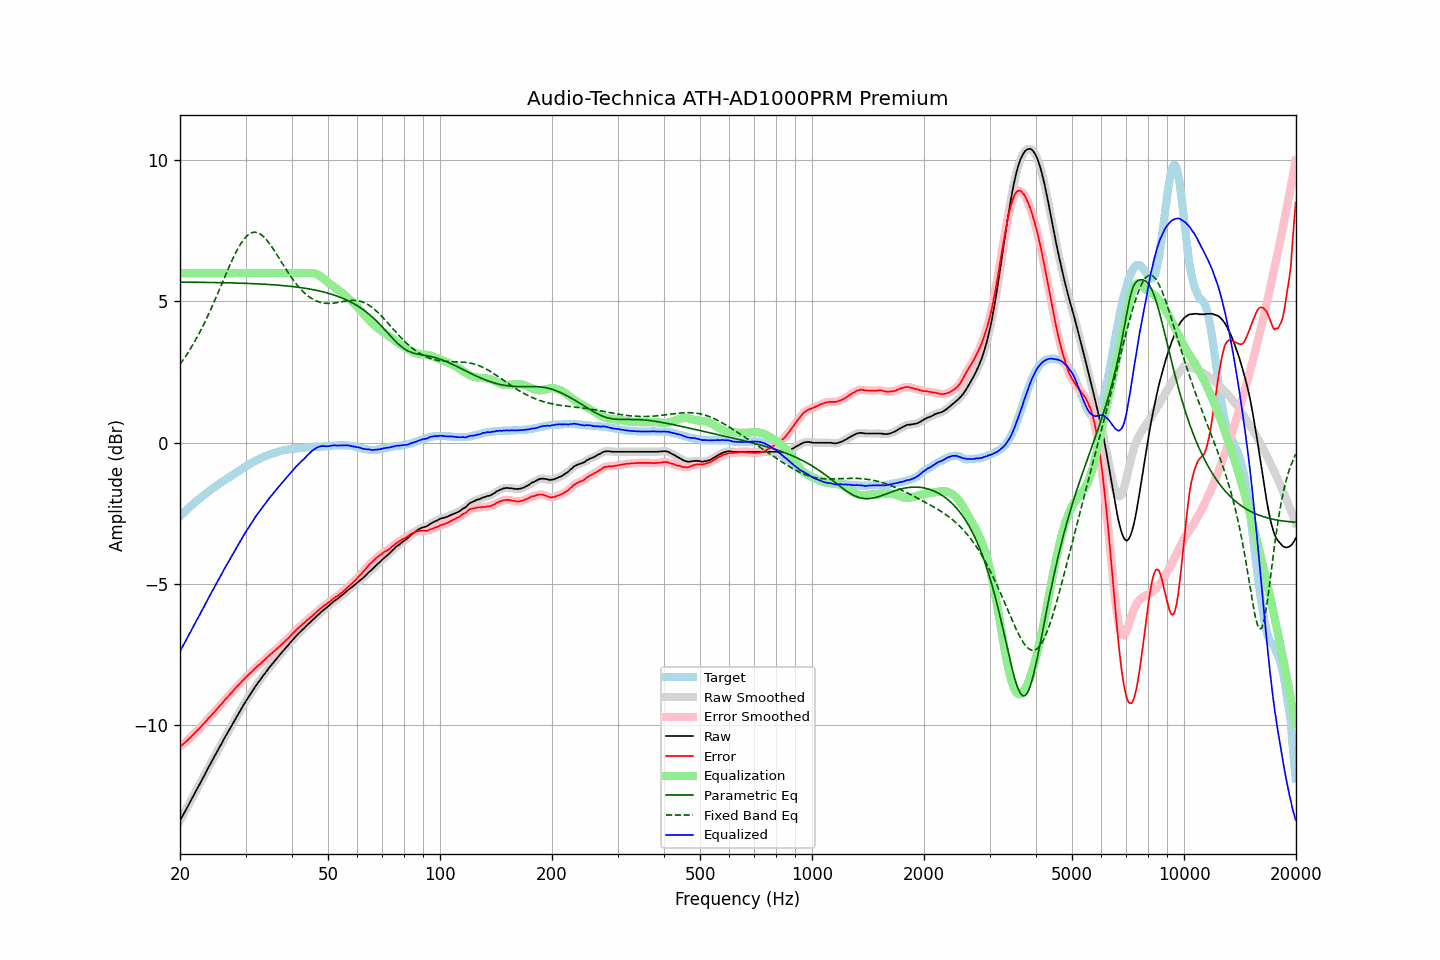 Audio-Technica ATH-AD1000PRM Premium
Amplitude (dBr)
10
5
0
−5
−10
Target
Raw Smoothed
Error Smoothed
Raw
Error
Equalization
Parametric Eq
Fixed Band Eq
Equalized
20 50 100 200 500 1000 2000 5000 10000 20000
Frequency (Hz)